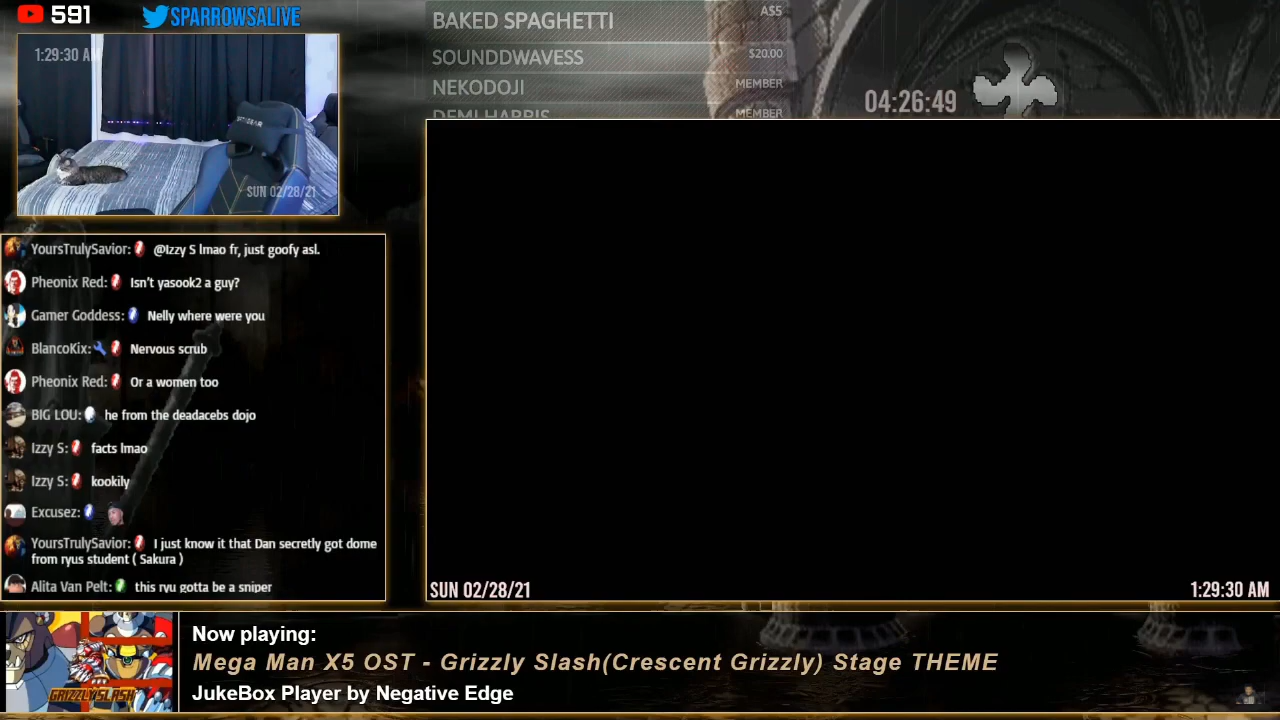 591
SPARROWSALIVE
1:29:30 AM
SUN 02/28/21
BAKED SPAGHETTI A$5
SOUNDDWAVESS $20.00
NEKODOJI MEMBER
DEMI HARRIS MEMBER
04:26:49
YoursTrulySavior: @Izzy S lmao fr, just goofy asl.
Pheonix Red: Isn't yasook2 a guy?
Gamer Goddess: Nelly where were you
BlancoKix: Nervous scrub
Pheonix Red: Or a women too
BIG LOU: he from the deadacebs dojo
Izzy S: facts lmao
Izzy S: kookily
Excusez:
YoursTrulySavior: I just know it that Dan secretly got dome
from ryus student ( Sakura )
Alita Van Pelt: this ryu gotta be a sniper
SUN 02/28/21
1:29:30 AM
GRIZZLY SLASH
Now playing:
Mega Man X5 OST - Grizzly Slash(Crescent Grizzly) Stage THEME
JukeBox Player by Negative Edge